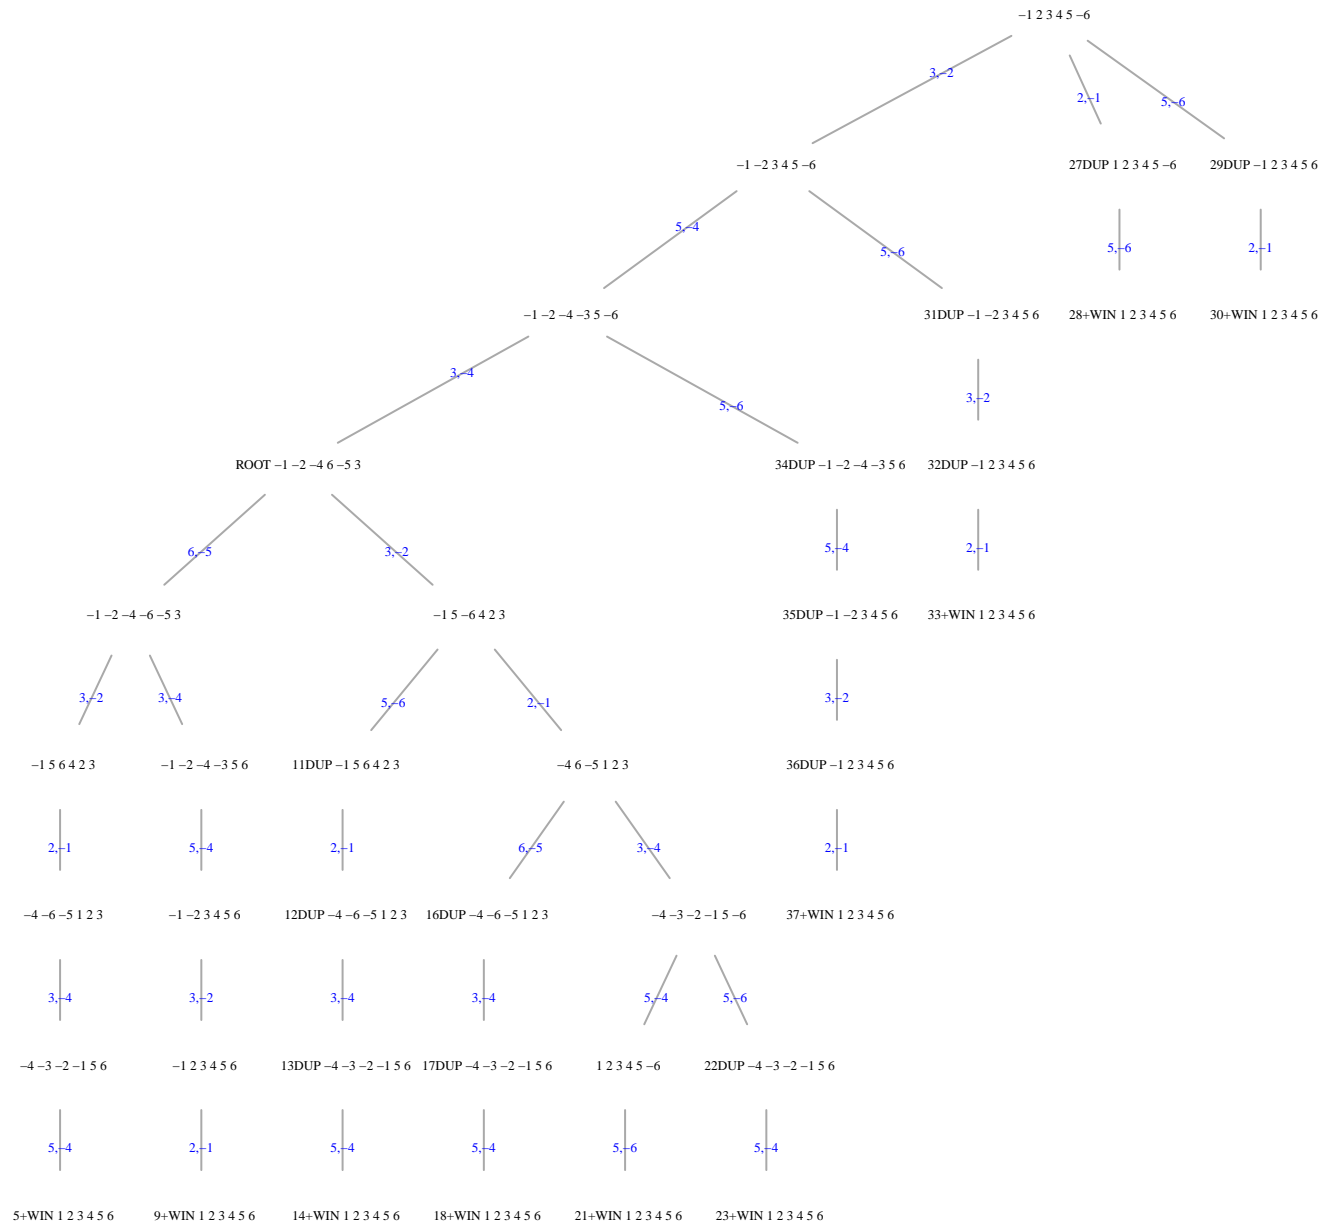 −1 2 3 4 5 −6
3,−2
2,−1
5,−6
−1 −2 3 4 5 −6
27DUP 1 2 3 4 5 −6
29DUP −1 2 3 4 5 6
5,−4
5,−6
5,−6
2,−1
−1 −2 −4 −3 5 −6
31DUP −1 −2 3 4 5 6
28+WIN 1 2 3 4 5 6
30+WIN 1 2 3 4 5 6
3,−4
5,−6
3,−2
ROOT −1 −2 −4 6 −5 3
34DUP −1 −2 −4 −3 5 6
32DUP −1 2 3 4 5 6
6,−5
3,−2
5,−4
2,−1
−1 −2 −4 −6 −5 3
−1 5 −6 4 2 3
35DUP −1 −2 3 4 5 6
33+WIN 1 2 3 4 5 6
3,−2
3,−4
5,−6
2,−1
3,−2
−1 5 6 4 2 3
−1 −2 −4 −3 5 6
11DUP −1 5 6 4 2 3
−4 6 −5 1 2 3
36DUP −1 2 3 4 5 6
2,−1
5,−4
2,−1
6,−5
3,−4
2,−1
−4 −6 −5 1 2 3
−1 −2 3 4 5 6
12DUP −4 −6 −5 1 2 3
16DUP −4 −6 −5 1 2 3
−4 −3 −2 −1 5 −6
37+WIN 1 2 3 4 5 6
3,−4
3,−2
3,−4
3,−4
5,−4
5,−6
−4 −3 −2 −1 5 6
−1 2 3 4 5 6
13DUP −4 −3 −2 −1 5 6
17DUP −4 −3 −2 −1 5 6
1 2 3 4 5 −6
22DUP −4 −3 −2 −1 5 6
5,−4
2,−1
5,−4
5,−4
5,−6
5,−4
5+WIN 1 2 3 4 5 6
9+WIN 1 2 3 4 5 6
14+WIN 1 2 3 4 5 6
18+WIN 1 2 3 4 5 6
21+WIN 1 2 3 4 5 6
23+WIN 1 2 3 4 5 6